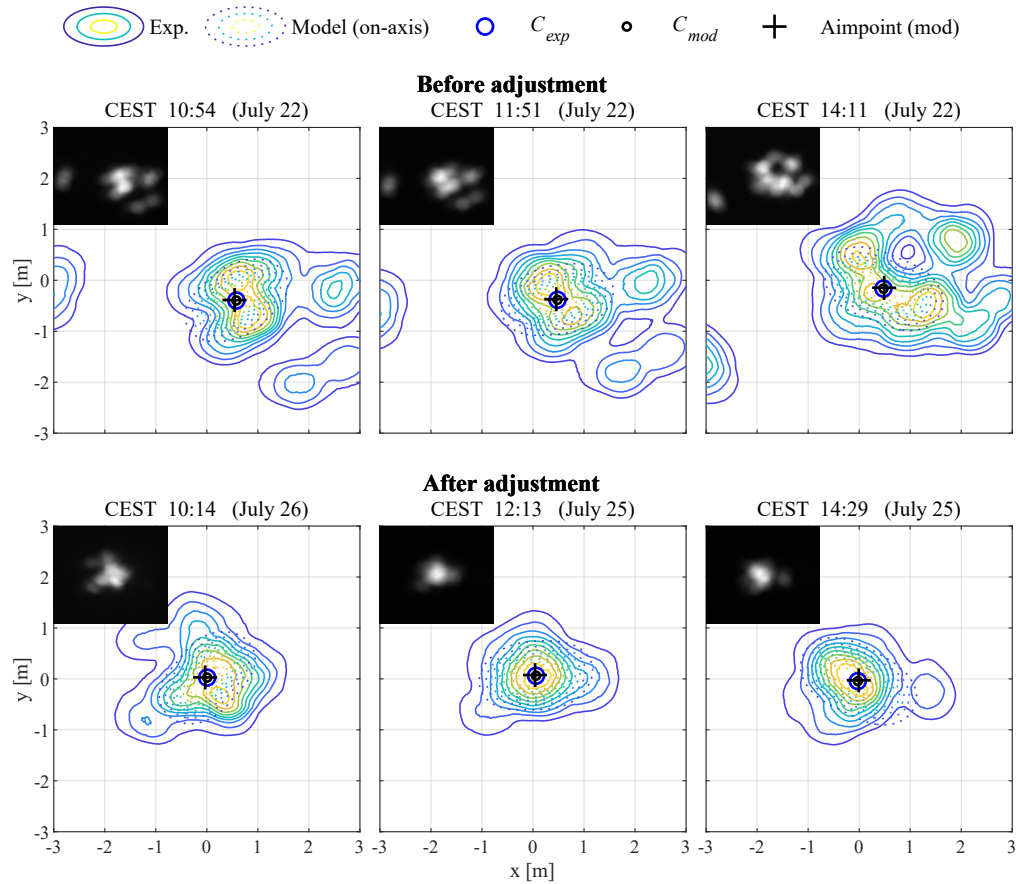 Exp. Model (on-axis) C_exp C_mod Aimpoint (mod)
Before adjustment
CEST 10:54 (July 22) CEST 11:51 (July 22) CEST 14:11 (July 22)
3
2
1
0
-1
-2
-3
y [m]
After adjustment
CEST 10:14 (July 26) CEST 12:13 (July 25) CEST 14:29 (July 25)
3
2
1
0
-1
-2
-3
y [m]
-3 -2 -1 0 1 2 3 -3 -2 -1 0 1 2 3 -3 -2 -1 0 1 2 3
x [m]